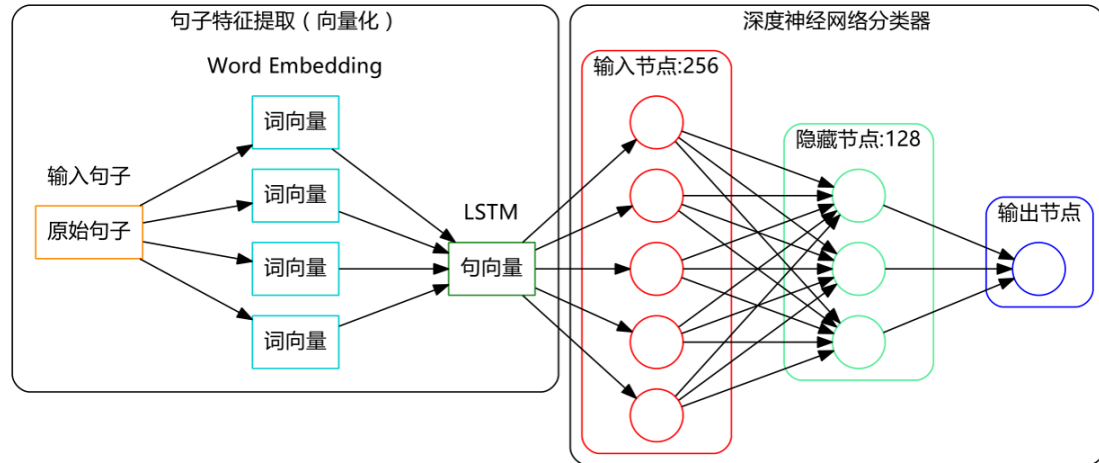 句子特征提取（向量化）
Word Embedding
输入句子
原始句子
词向量
词向量
词向量
词向量
LSTM
句向量
深度神经网络分类器
输入节点:256
隐藏节点:128
输出节点